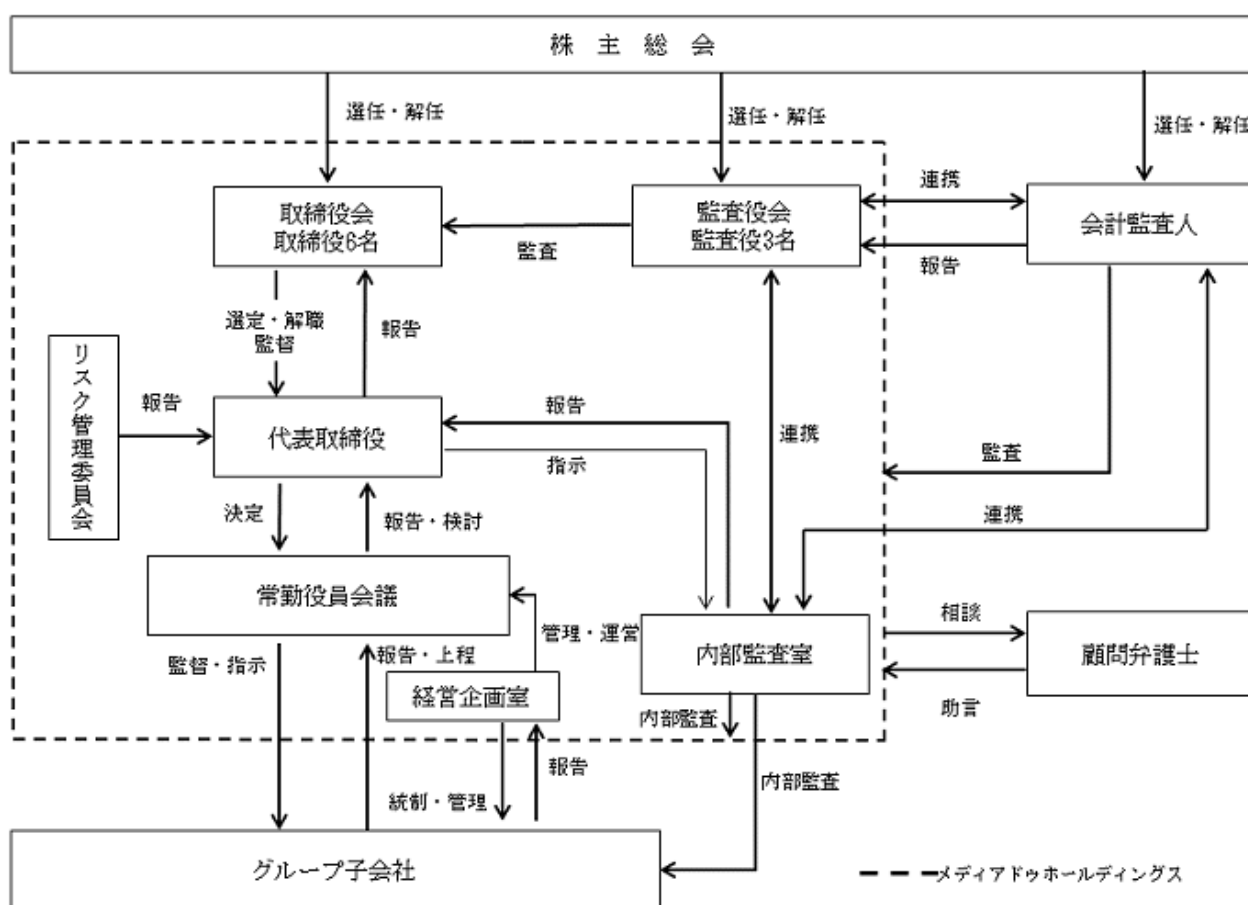 株主総会
選任・解任
選任・解任
選任・解任
取締役会
取締役6名
監査役会
監査役3名
連携
会計監査人
監査
報告
選定・解職
監督
報告
リスク管理委員会
報告
代表取締役
報告
指示
連携
監査
決定
報告・検討
連携
常勤役員会議
管理・運営
内部監査室
相談
顧問弁護士
助言
監督・指示
報告・上程
経営企画室
内部監査
報告
内部監査
統制・管理
グループ子会社
メディアドゥホールディングス